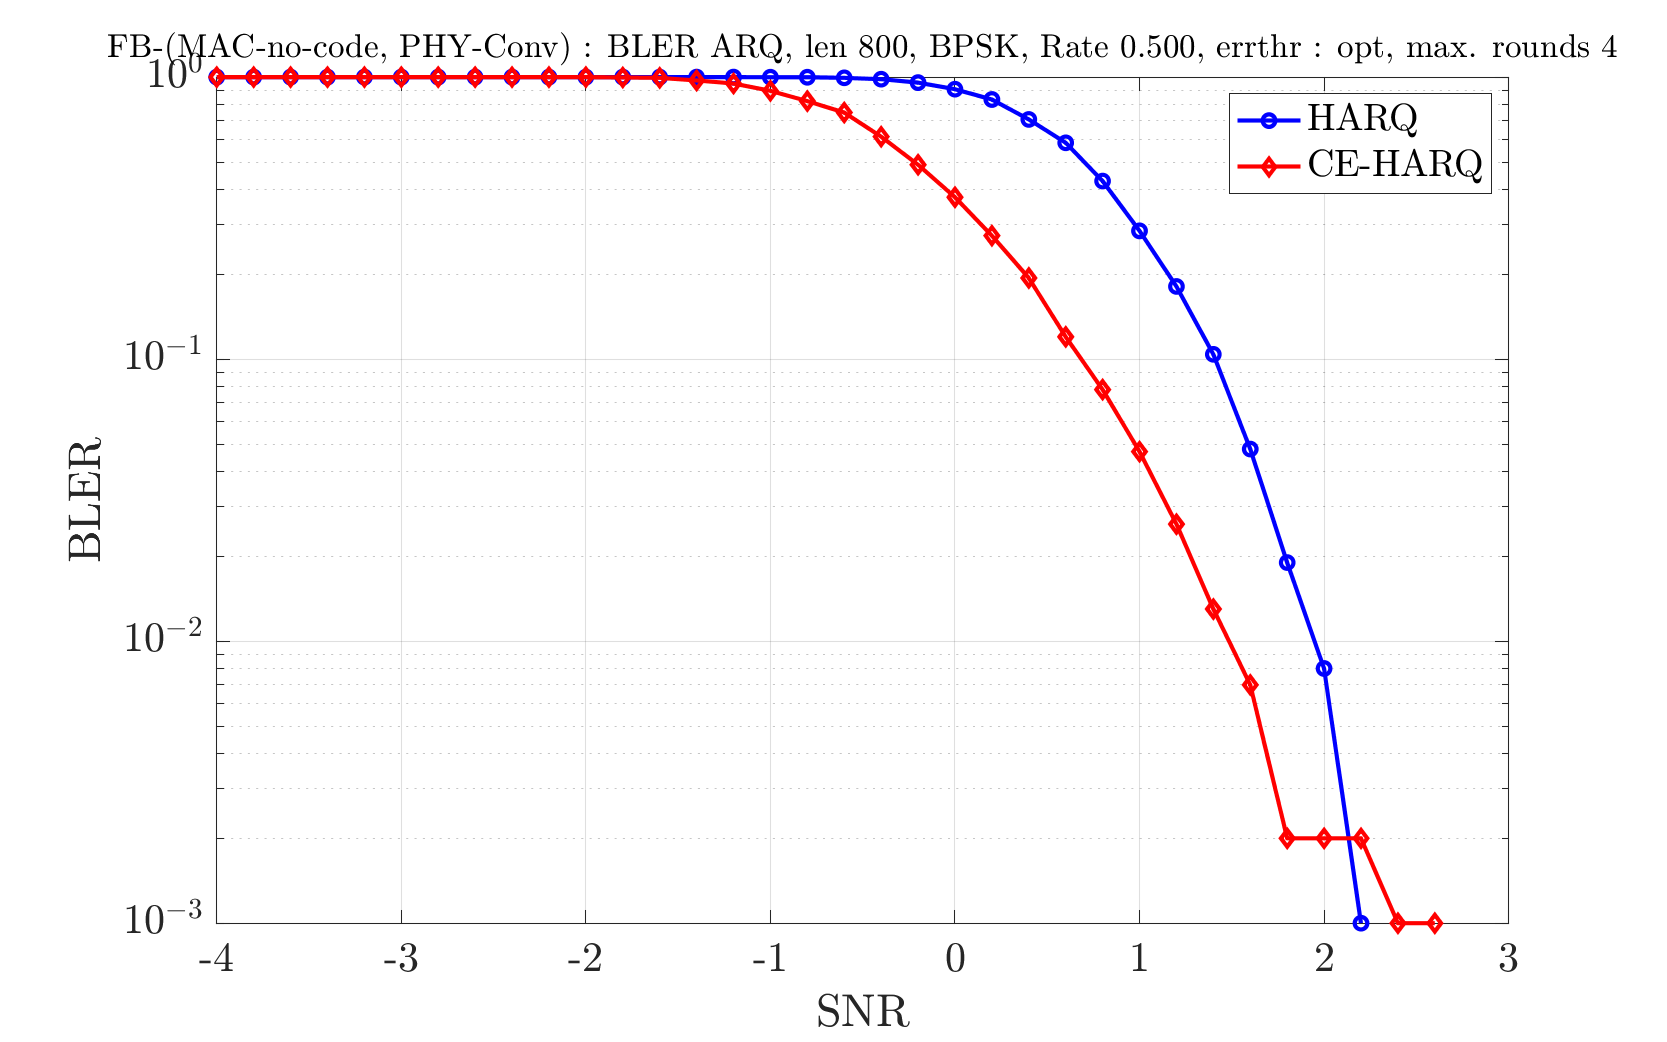 FB-(MAC-no-code, PHY-Conv) : BLER ARQ, len 800, BPSK, Rate 0.500, errthr : opt, max. rounds 4
10^0
HARQ
CE-HARQ
10^{-1}
BLER
10^{-2}
10^{-3}
-4 -3 -2 -1 0 1 2 3
SNR